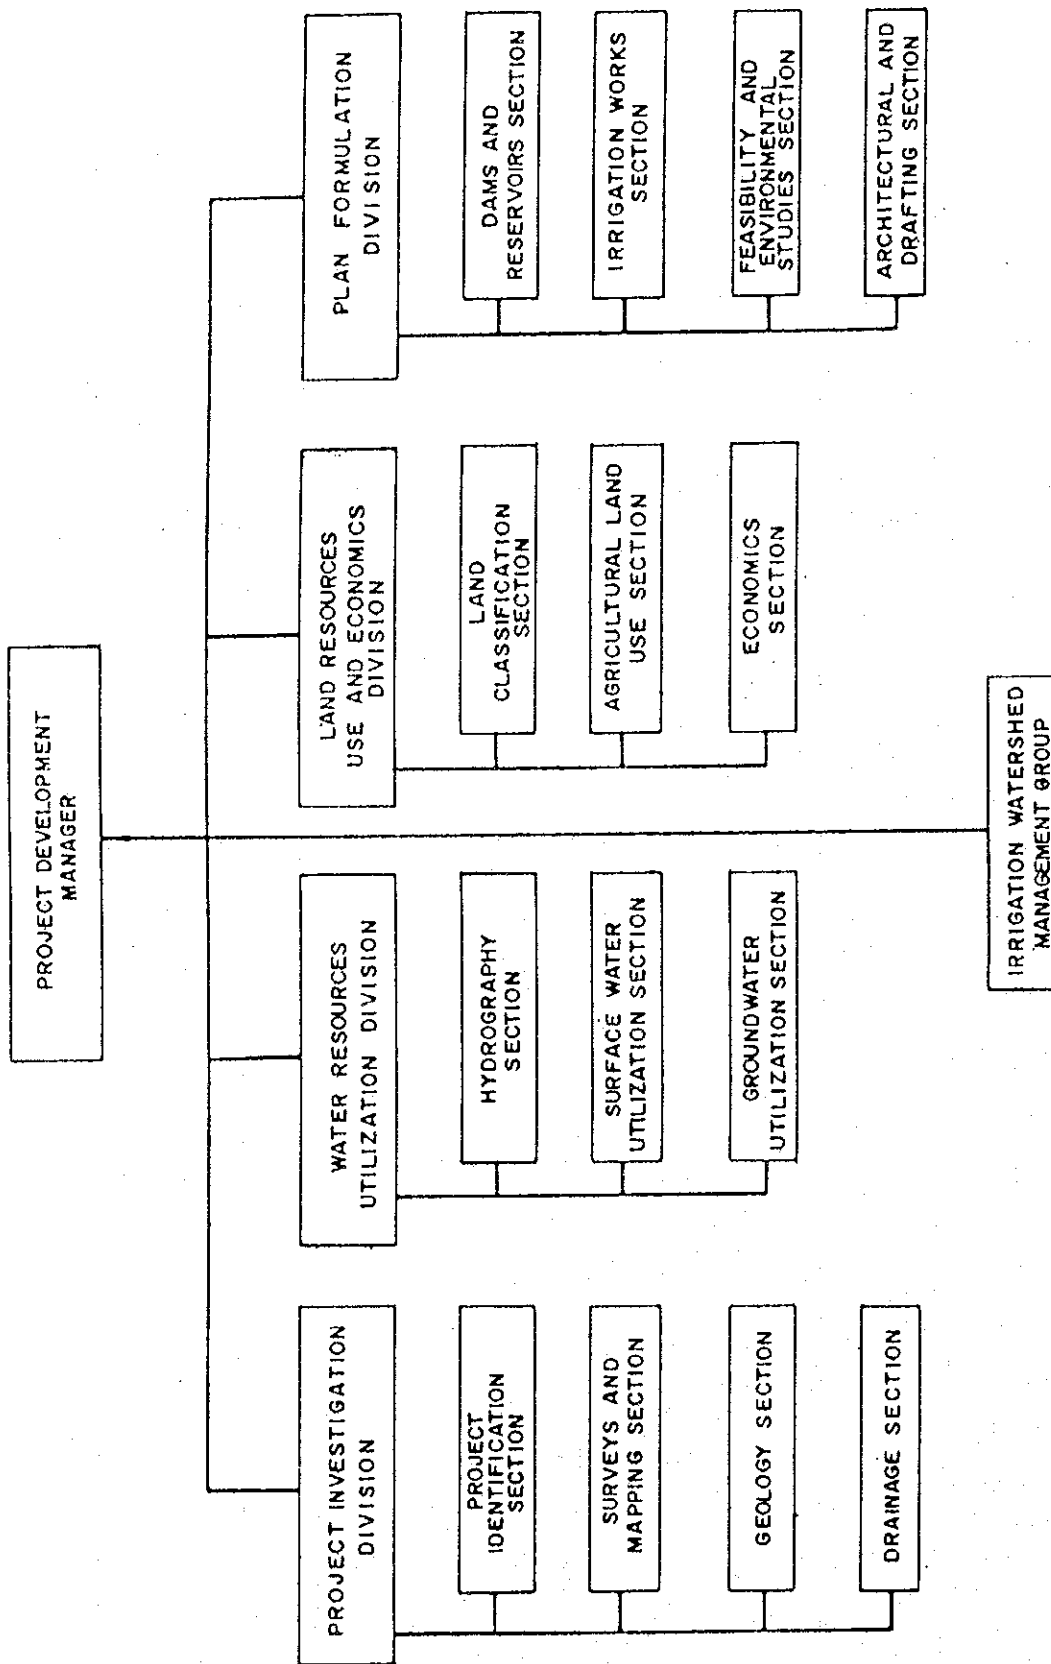 PROJECT DEVELOPMENT
MANAGER
PROJECT INVESTIGATION
DIVISION
PROJECT
IDENTIFICATION
SECTION
SURVEYS AND
MAPPING SECTION
GEOLOGY SECTION
DRAINAGE SECTION
WATER RESOURCES
UTILIZATION DIVISION
HYDROGRAPHY
SECTION
SURFACE WATER
UTILIZATION SECTION
GROUNDWATER
UTILIZATION SECTION
LAND RESOURCES
USE AND ECONOMICS
DIVISION
LAND
CLASSIFICATION
SECTION
AGRICULTURAL LAND
USE SECTION
ECONOMICS
SECTION
PLAN FORMULATION
DIVISION
DAMS AND
RESERVOIRS SECTION
IRRIGATION WORKS
SECTION
FEASIBILITY AND
ENVIRONMENTAL
STUDIES SECTION
ARCHITECTURAL AND
DRAFTING SECTION
IRRIGATION WATERSHED
MANAGEMENT GROUP